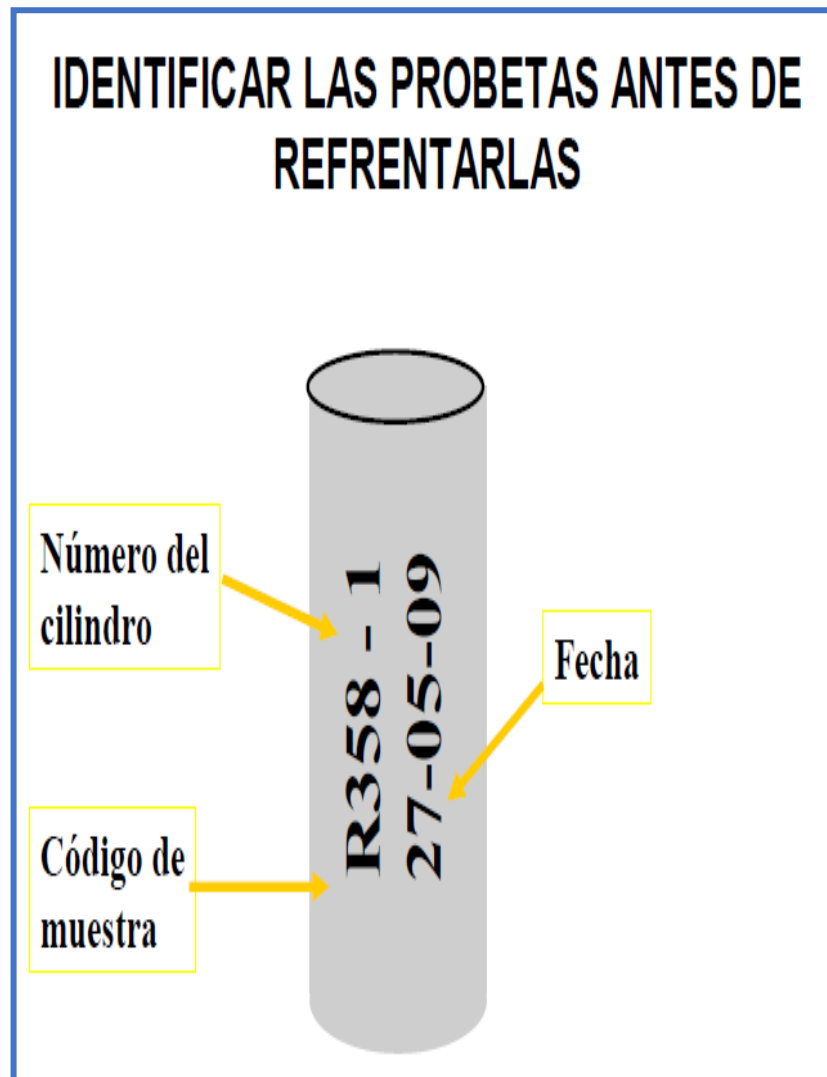 IDENTIFICAR LAS PROBETAS ANTES DE
REFRENTARLAS
Número del
cilindro
R358 - 1
27-05-09
Fecha
Código de
muestra